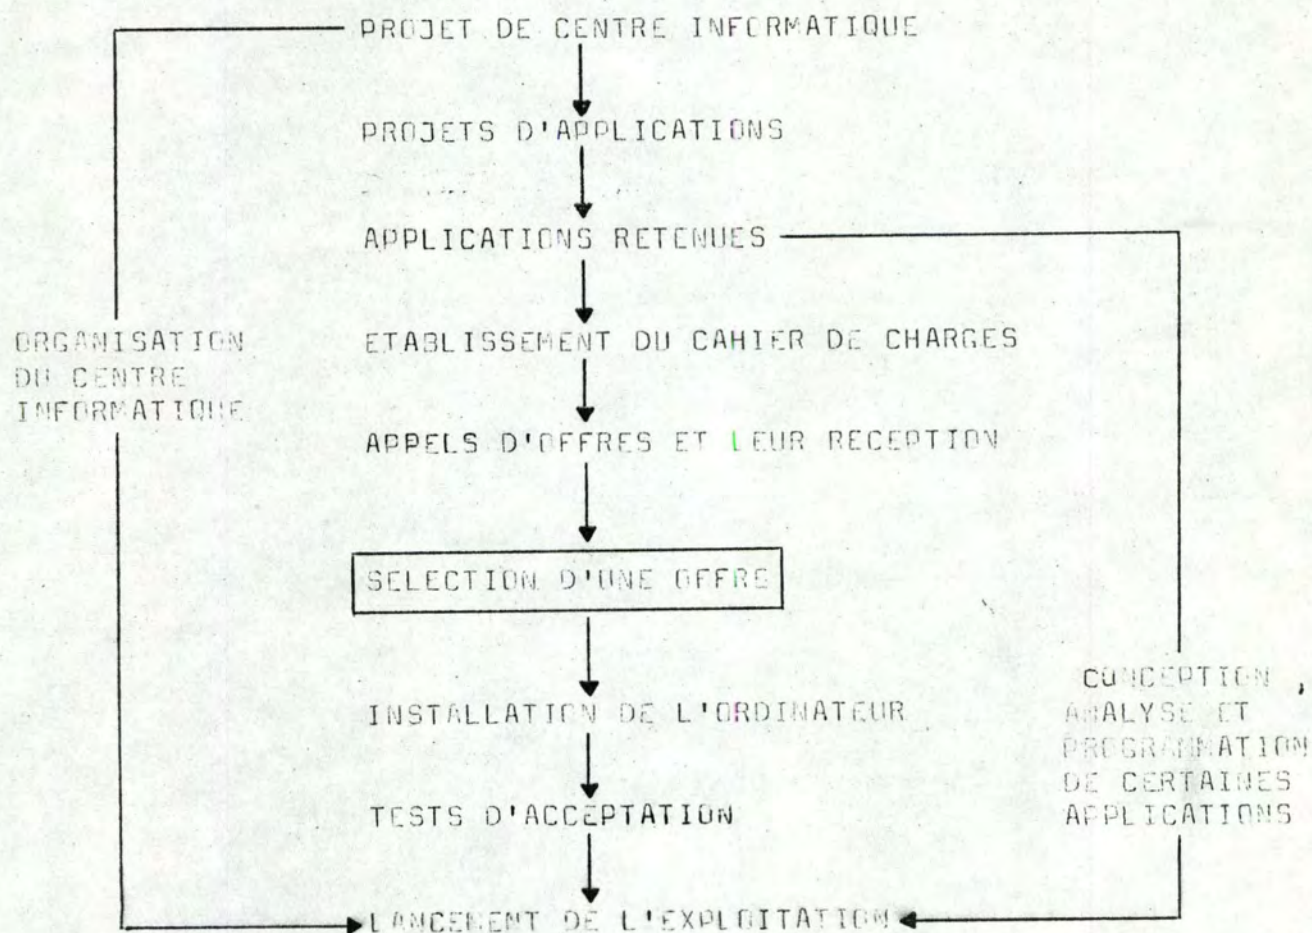 PROJET DE CENTRE INFORMATIQUE
PROJETS D'APPLICATIONS
APPLICATIONS RETENUES
ETABLISSEMENT DU CAHIER DE CHARGES
ORGANISATION
DU CENTRE
INFORMATIQUE
APPELS D'OFFRES ET LEUR RECEPTION
SELECTION D'UNE OFFRE
INSTALLATION DE L'ORDINATEUR
CONCEPTION ,
ANALYSE ET
PROGRAMMATION
DE CERTAINES
APPLICATIONS
TESTS D'ACCEPTATION
LANCEMENT DE L'EXPLOITATION